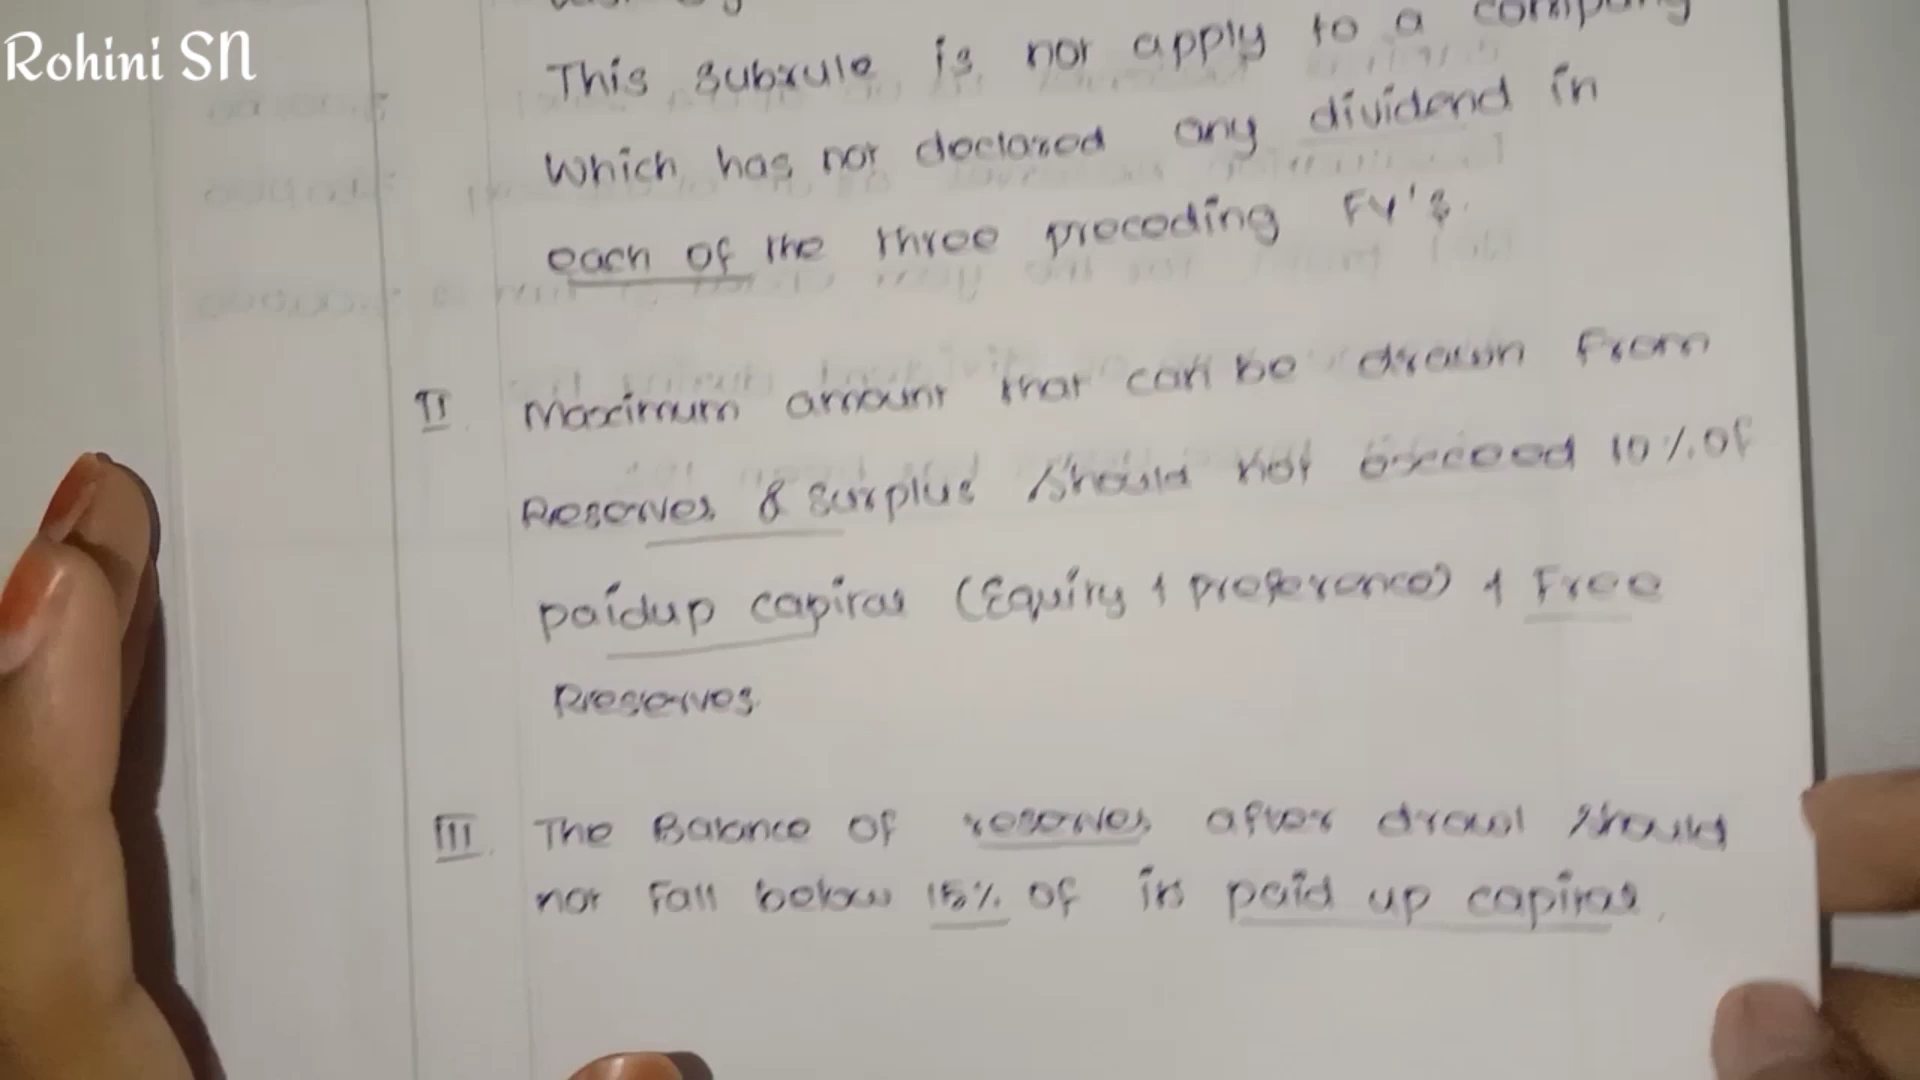 Rohini SN
This subrule is not apply to a company
which has not declared any dividend in
each of the three preceding FY's.
II. Maximum amount that can be drawn from
Reserves & surplus should not exceed 10% of
paidup capital (Equity + preference) + Free
Reserves.
III. The Balance of reserves after drawl should
not fall below 15% of its paid up capital.